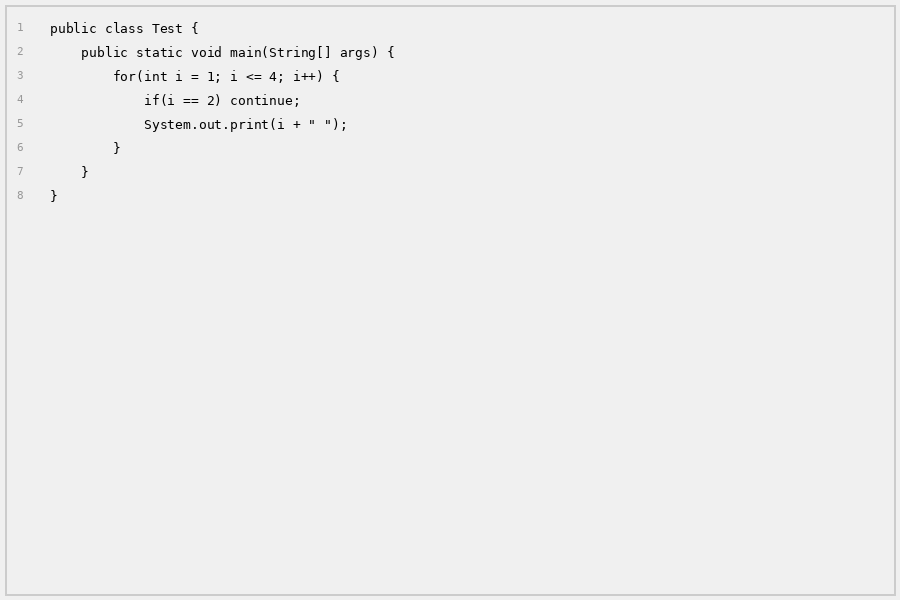 1 public class Test {
2     public static void main(String[] args) {
3         for(int i = 1; i <= 4; i++) {
4             if(i == 2) continue;
5             System.out.print(i + " ");
6         }
7     }
8 }